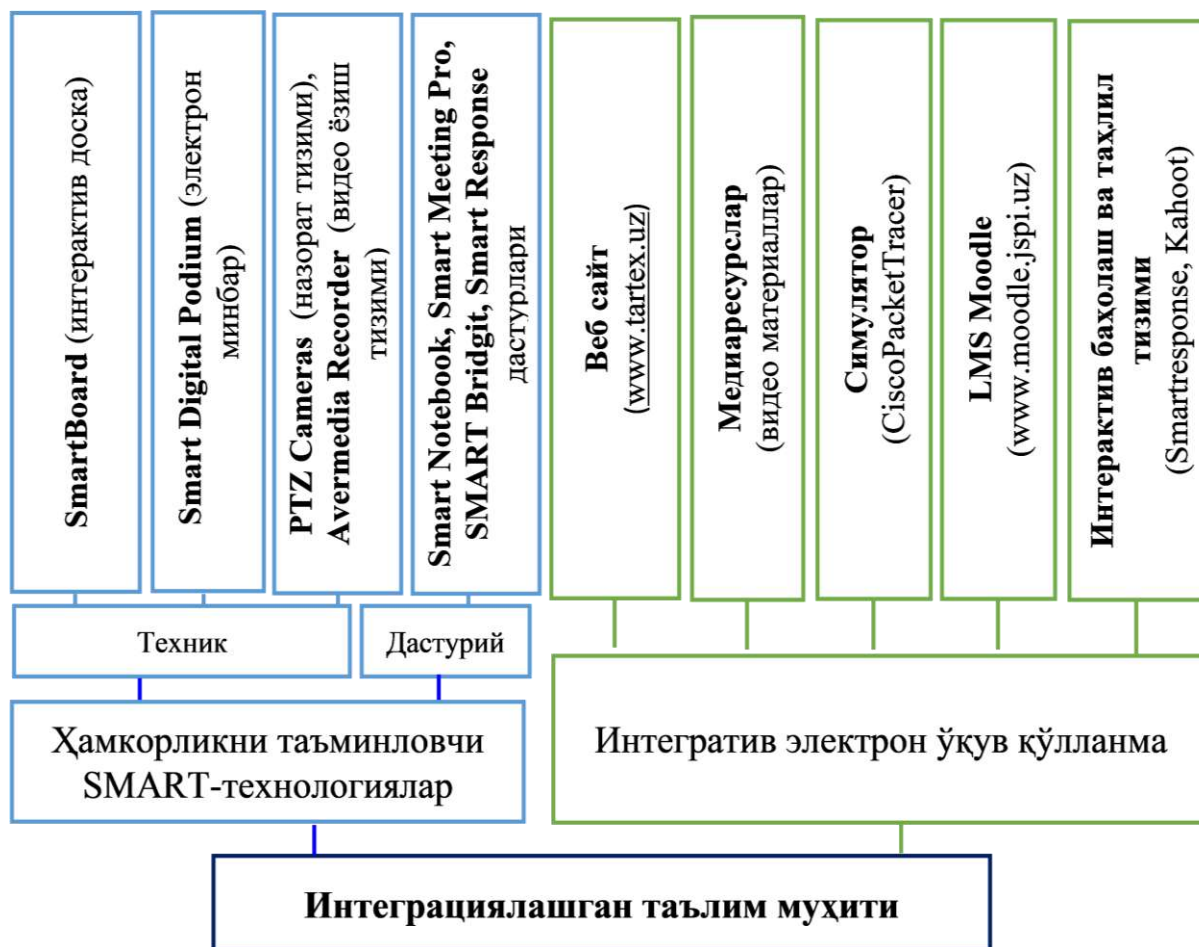 SmartBoard (интерактив доска)
Smart Digital Podium (электрон
минбар)
PTZ Cameras (назорат тизими),
Avermedia Recorder (видео ёзиш
тизими)
Smart Notebook, Smart Meeting Pro,
SMART Bridgit, Smart Response
дастурлари
Веб сайт
(www.tartex.uz)
Медиаресурслар
(видео материаллар)
Симулятор
(CiscoPacketTracer)
LMS Moodle
(www.moodle.jspi.uz)
Интерактив баҳолаш ва таҳлил
тизими
(Smartresponse, Kahoot)
Техник
Дастурий
Ҳамкорликни таъминловчи
SMART-технологиялар
Интегратив электрон ўқув қўлланма
Интеграциялашган таълим муҳити